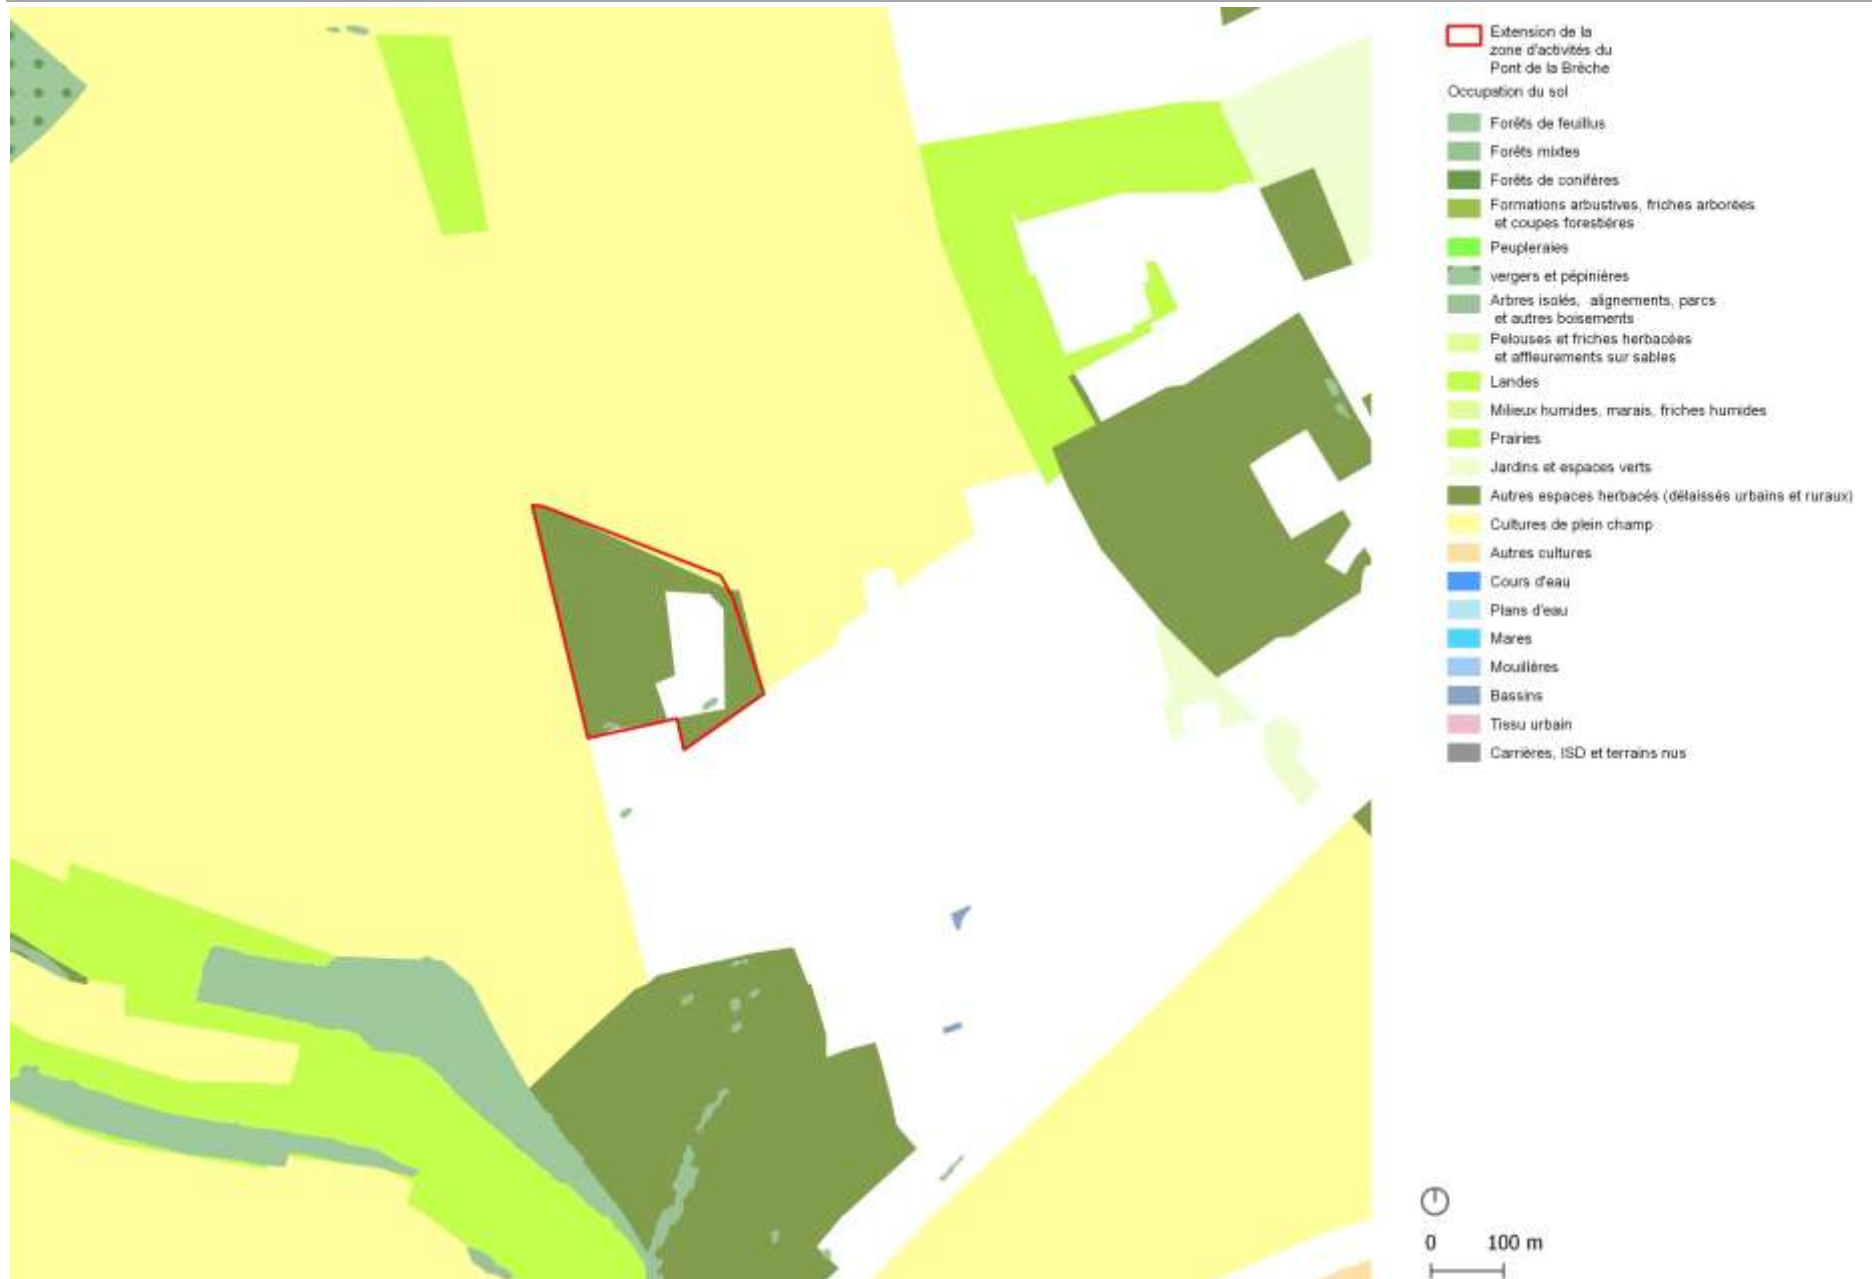 Extension de la
zone d'activités du
Pont de la Brèche
Occupation du sol
Forêts de feuillus
Forêts mixtes
Forêts de conifères
Formations arbustives, friches arborées
et coupes forestières
Peupleraies
vergers et pépinières
Arbres isolés, alignements, parcs
et autres boisements
Pelouses et friches herbacées
et affleurements sur sables
Landes
Milieux humides, marais, friches humides
Prairies
Jardins et espaces verts
Autres espaces herbacés (délaissés urbains et ruraux)
Cultures de plein champ
Autres cultures
Cours d'eau
Plans d'eau
Mares
Mouillères
Bassins
Tissu urbain
Carrières, ISD et terrains nus
0 100 m